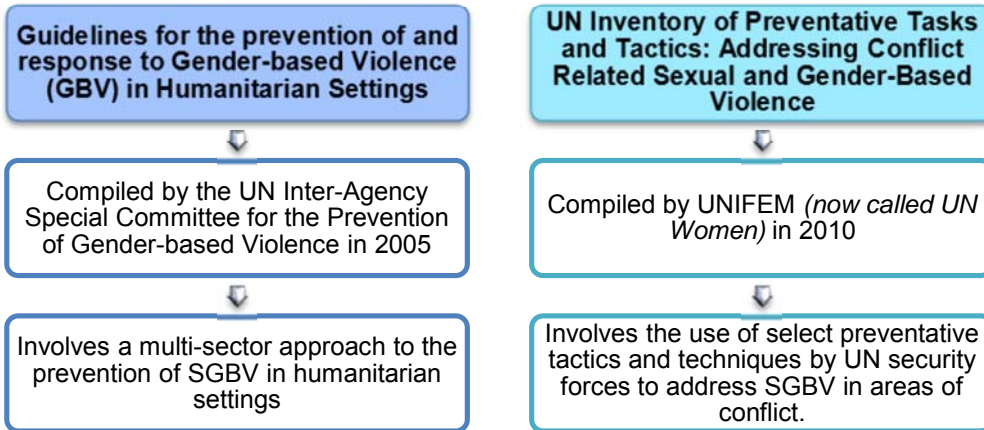 Guidelines for the prevention of and
response to Gender-based Violence
(GBV) in Humanitarian Settings
Compiled by the UN Inter-Agency
Special Committee for the Prevention
of Gender-based Violence in 2005
Involves a multi-sector approach to the
prevention of SGBV in humanitarian
settings
UN Inventory of Preventative Tasks
and Tactics: Addressing Conflict
Related Sexual and Gender-Based
Violence
Compiled by UNIFEM (now called UN
Women) in 2010
Involves the use of select preventative
tactics and techniques by UN security
forces to address SGBV in areas of
conflict.